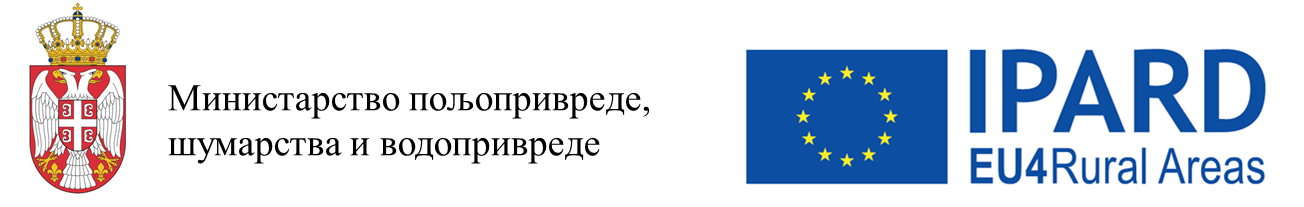 Министарство пољопривреде,
шумарства и водопривреде
IPARD
EU4Rural Areas